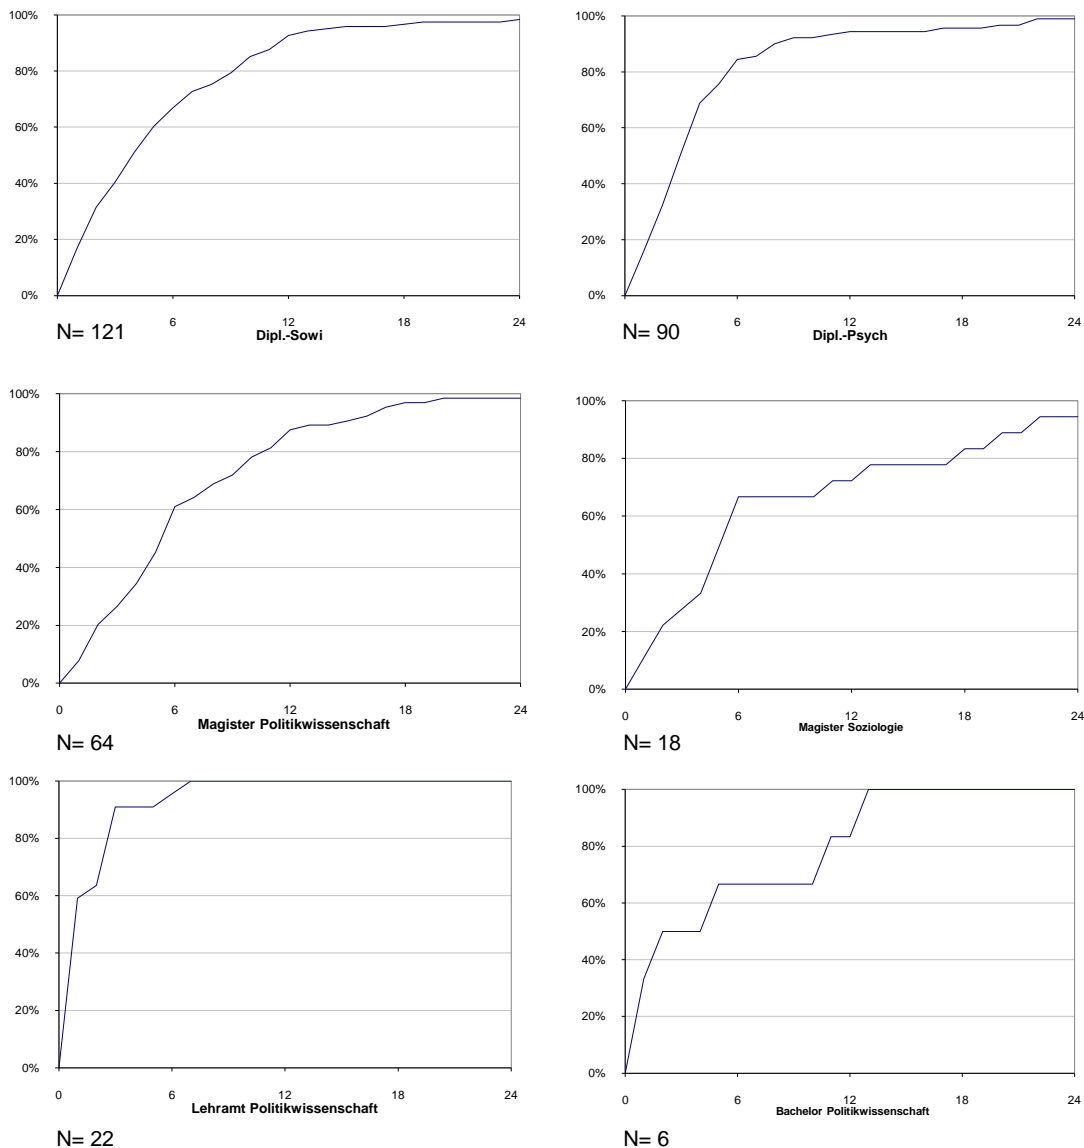 100%
80%
60%
40%
20%
0%
6 12 18 24
Dipl.-Sowi
N= 121
100%
80%
60%
40%
20%
0%
6 12 18 24
Dipl.-Psych
N= 90
100%
80%
60%
40%
20%
0%
0 6 12 18 24
Magister Politikwissenschaft
N= 64
100%
80%
60%
40%
20%
0%
0 6 12 18 24
Magister Soziologie
N= 18
100%
80%
60%
40%
20%
0%
0 6 12 18 24
Lehramt Politikwissenschaft
N= 22
100%
80%
60%
40%
20%
0%
0 6 12 18 24
Bachelor Politikwissenschaft
N= 6